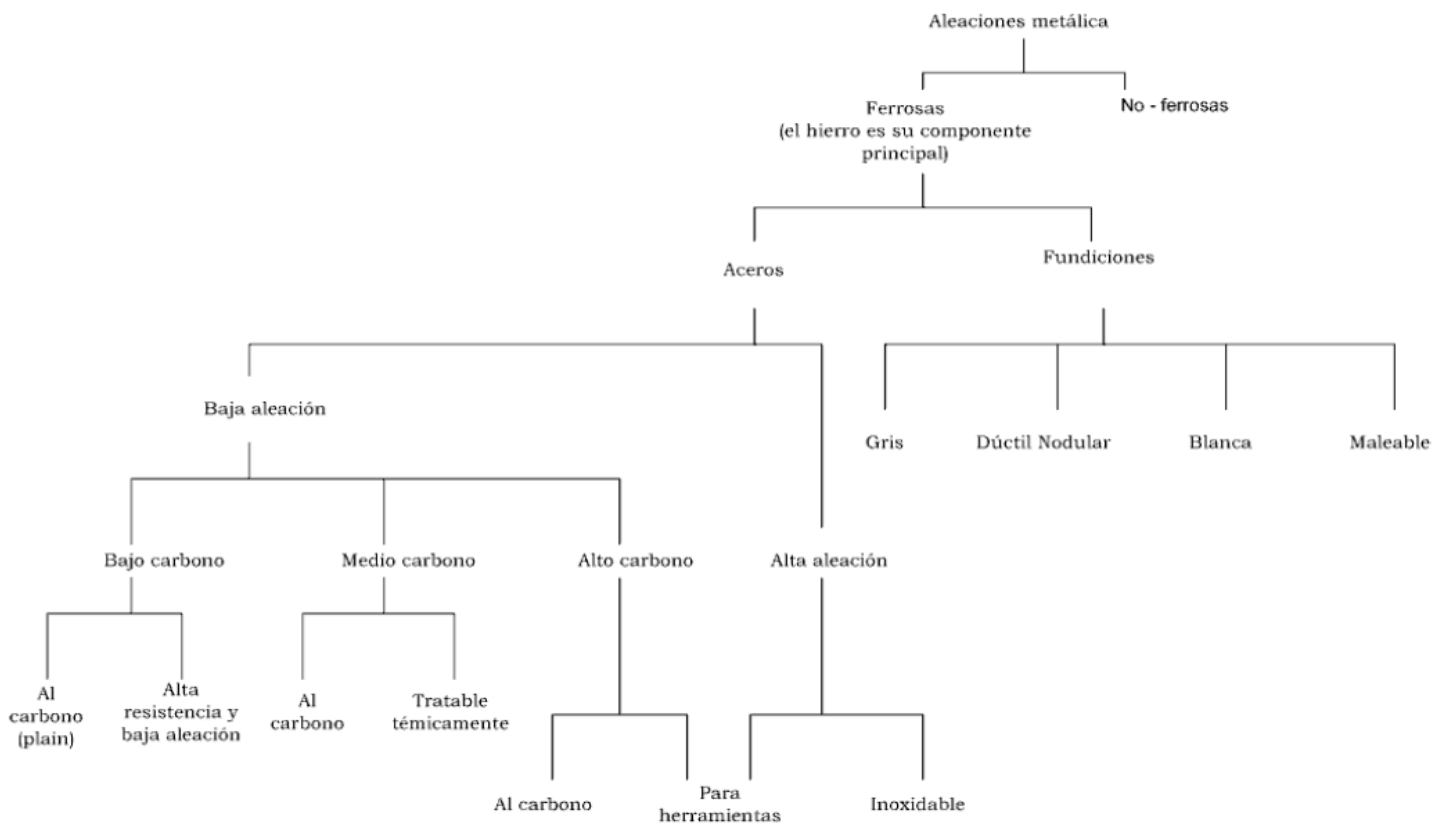 Aleaciones metálica
Ferrosas
(el hierro es su componente
principal)
No - ferrosas
Aceros
Fundiciones
Baja aleación
Gris
Dúctil Nodular
Blanca
Maleable
Bajo carbono
Medio carbono
Alto carbono
Alta aleación
Al
carbono
(plain)
Alta
resistencia y
baja aleación
Al
carbono
Tratable
témicamente
Al carbono
Para
herramientas
Inoxidable